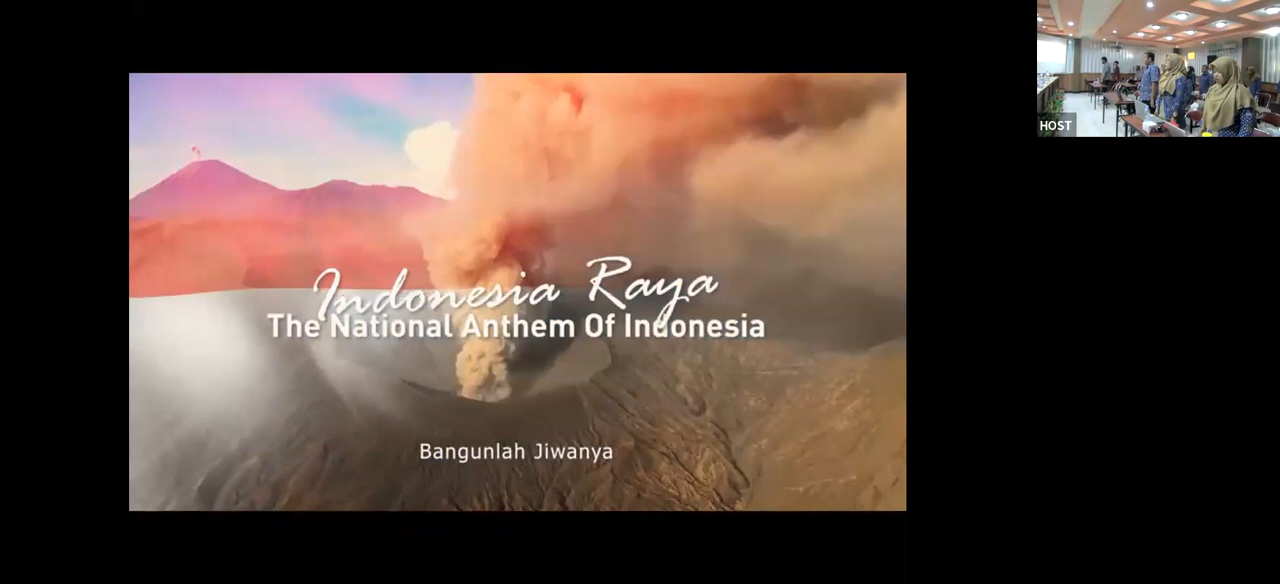 HOST
Indonesia Raya
The National Anthem Of Indonesia
Bangunlah Jiwanya